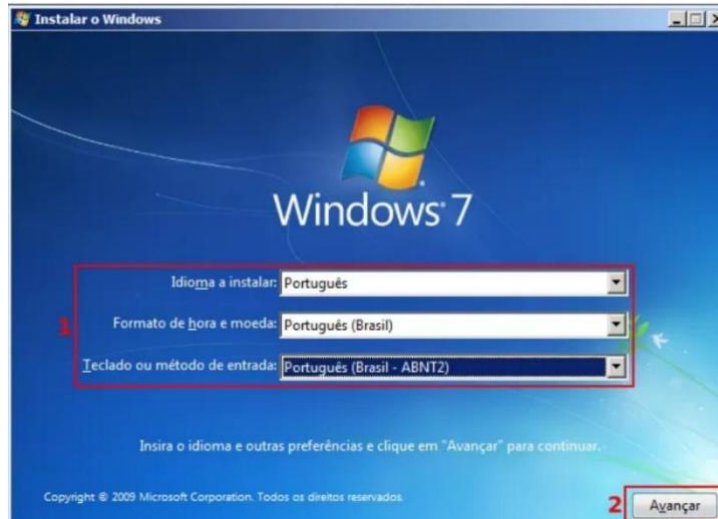 Instalar o Windows
Windows 7
Idioma a instalar: Português
1
Formato de hora e moeda: Português (Brasil)
Teclado ou método de entrada: Português (Brasil - ABNT2)
Insira o idioma e outras preferências e clique em "Avançar" para continuar.
Copyright © 2009 Microsoft Corporation. Todos os direitos reservados.
2
Avançar